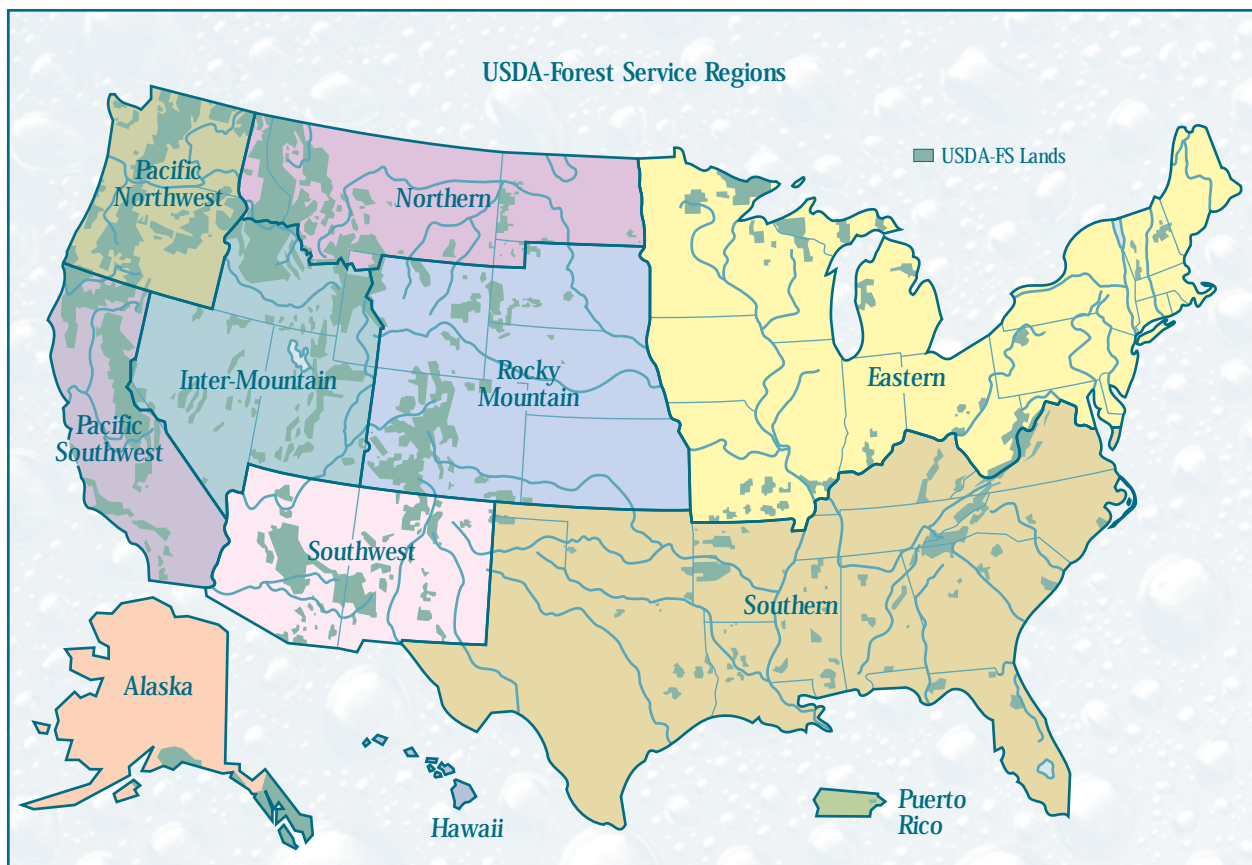 USDA-Forest Service Regions
USDA-FS Lands
Pacific
Northwest
Northern
Inter-Mountain
Rocky
Mountain
Eastern
Pacific
Southwest
Southwest
Southern
Alaska
Hawaii
Puerto
Rico